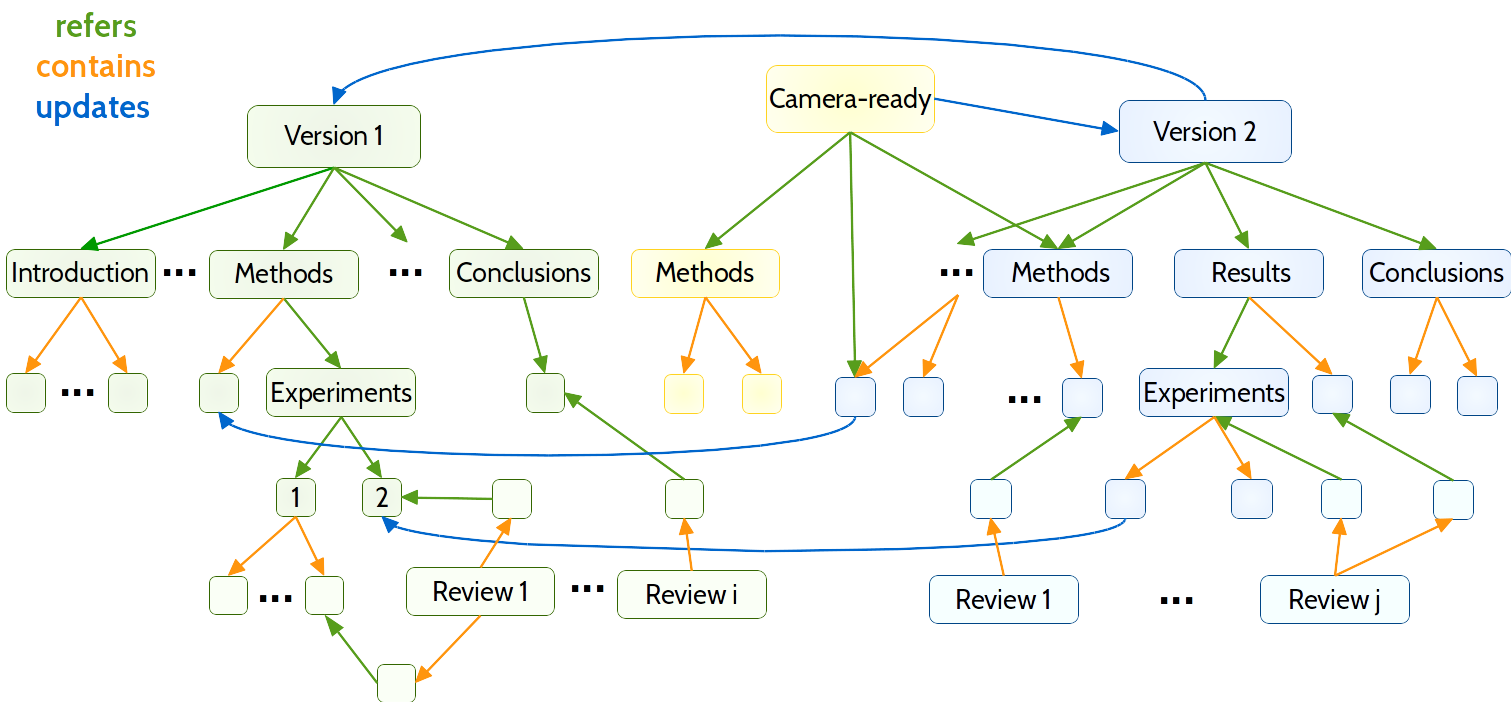 refers
contains
updates
Camera-ready
Version 1
Version 2
Introduction
...
Methods
...
Conclusions
Methods
...
Methods
Results
Conclusions
...
Experiments
...
Experiments
1
2
...
Review 1
...
Review i
Review 1
...
Review j